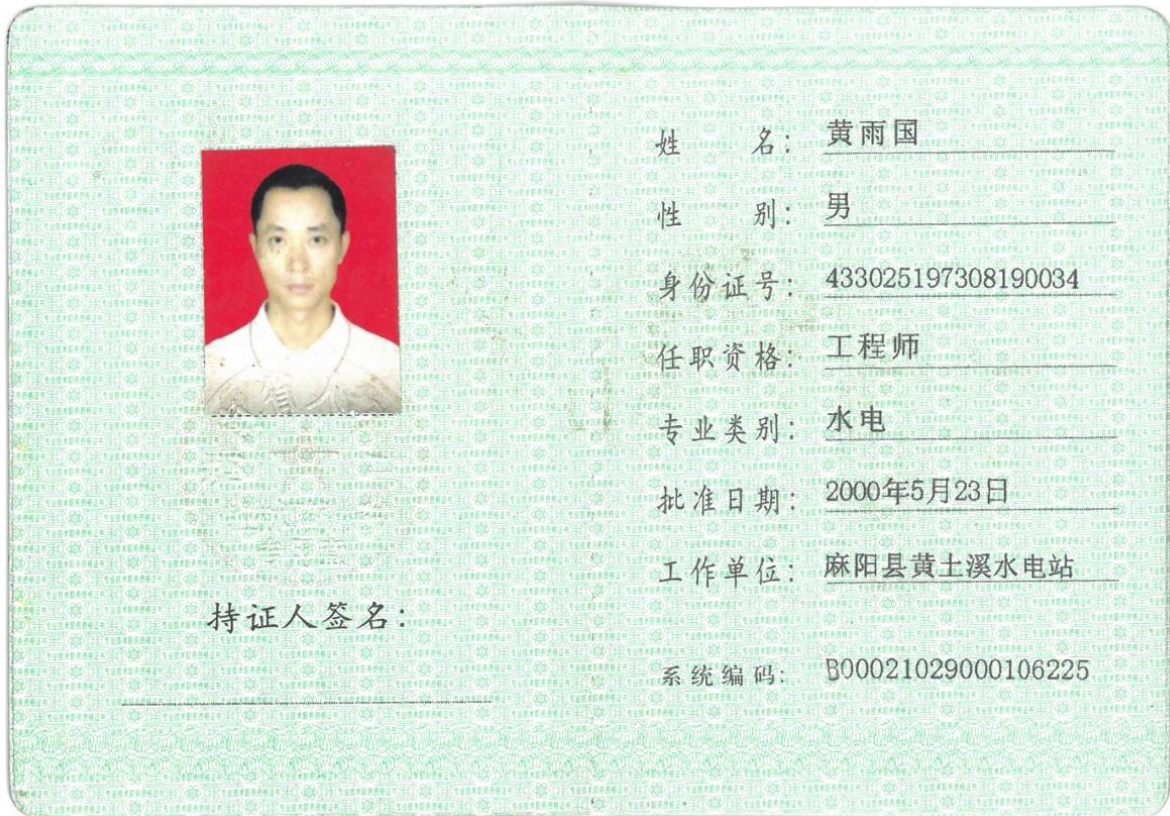 姓名：黄雨国
性别：男
身份证号：433025197308190034
任职资格：工程师
专业类别：水电
批准日期：2000年5月23日
工作单位：麻阳县黄土溪水电站
持证人签名：
系统编码：B00021029000106225